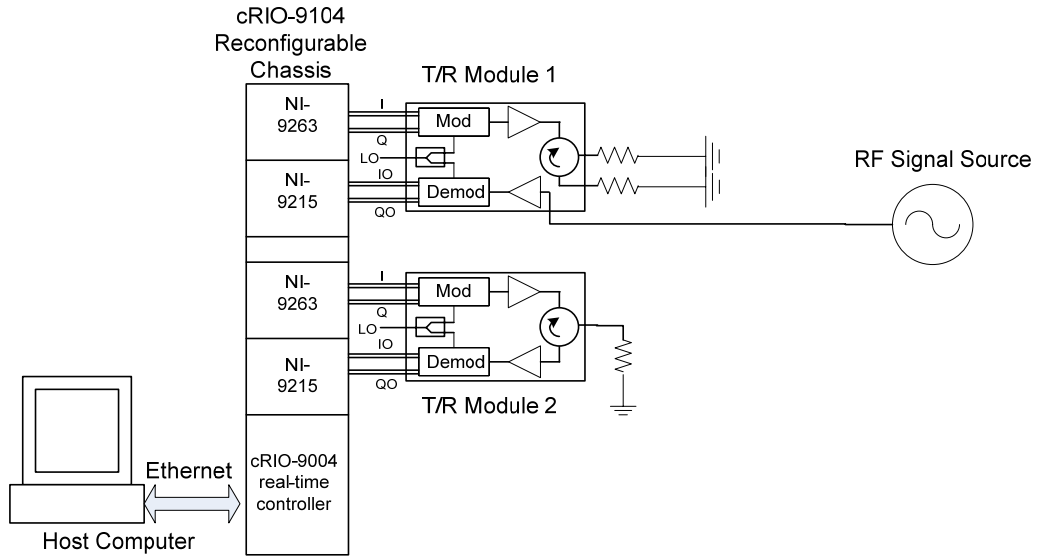 cRIO-9104
Reconfigurable
Chassis
T/R Module 1
NI-
9263
I
Q
Mod
LO
IO
NI-
9215
QO
Demod
RF Signal Source
NI-
9263
I
Q
Mod
LO
IO
NI-
9215
QO
Demod
T/R Module 2
cRIO-9004
real-time
controller
Ethernet
Host Computer